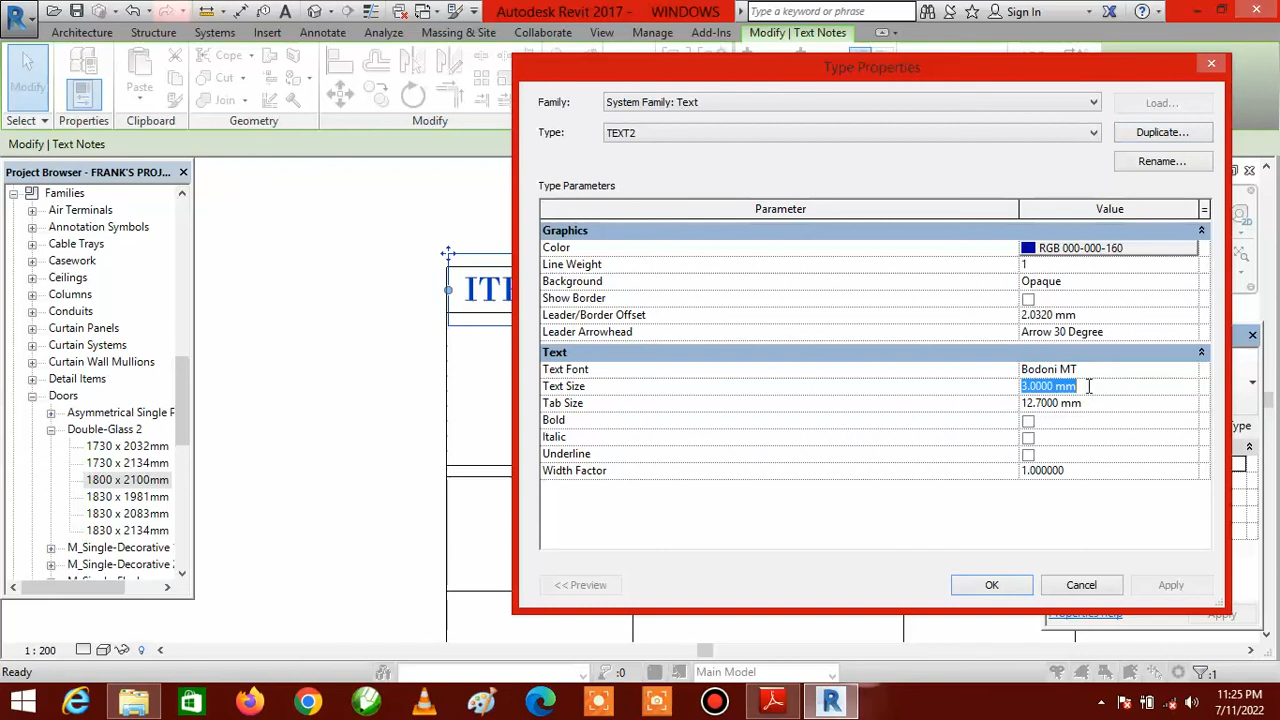 Autodesk Revit 2017 - WINDOWS
Type a keyword or phrase
Sign In
Architecture Structure Systems Insert Annotate Analyze Massing & Site Collaborate View Manage Add-Ins Modify | Text Notes
Modify
Paste
Cope
Cut
Join
Select Properties Clipboard Geometry Modify
Modify | Text Notes
Project Browser - FRANK'S PROJ...
Families
Air Terminals
Annotation Symbols
Cable Trays
Casework
Ceilings
Columns
Conduits
Curtain Panels
Curtain Systems
Curtain Wall Mullions
Detail Items
Doors
Asymmetrical Single P
Double-Glass 2
1730 x 2032mm
1730 x 2134mm
1800 x 2100mm
1830 x 1981mm
1830 x 2083mm
1830 x 2134mm
M_Single-Decorative
M_Single-Decorative 2
Type Properties
Family: System Family: Text Load...
Type: TEXT2 Duplicate...
Rename...
Type Parameters
Parameter Value =
Graphics
Color RGB 000-000-160
Line Weight 1
Background Opaque
Show Border
Leader/Border Offset 2.0320 mm
Leader Arrowhead Arrow 30 Degree
Text
Text Font Bodoni MT
Text Size 3.0000 mm
Tab Size 12.7000 mm
Bold
Italic
Underline
Width Factor 1.000000
<< Preview OK Cancel Apply
Properties help Apply
1 : 200
Ready
:0
Main Model
:1
11:25 PM
7/11/2022